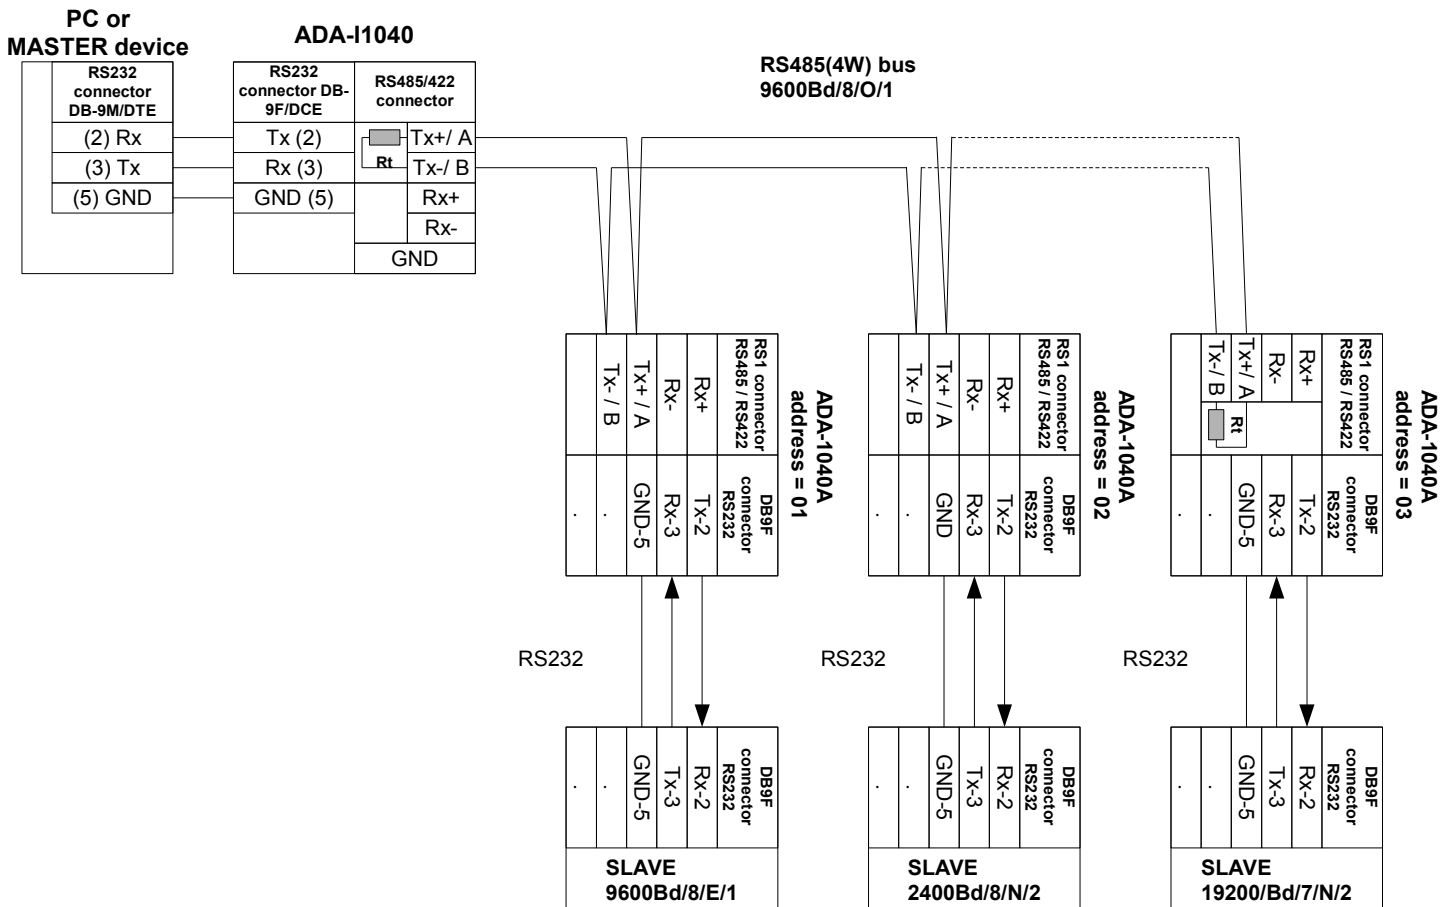 PC or
MASTER device
RS232
connector
DB-9M/DTE
(2) Rx
(3) Tx
(5) GND
ADA-I1040
RS232
connector DB-
9F/DCE
Tx (2)
Rx (3)
GND (5)
RS485/422
connector
Rt
Tx+/ A
Tx-/ B
Rx+
Rx-
GND
RS485(4W) bus
9600Bd/8/O/1
ADA-1040A
address = 01
RS1 connector
RS485 / RS422
Rx+
Rx-
Tx+ / A
Tx- / B
DB9F
connector
RS232
Tx-2
Rx-3
GND-5
.
.
RS232
DB9F
connector
RS232
Rx-2
Tx-3
GND-5
.
.
SLAVE
9600Bd/8/E/1
ADA-1040A
address = 02
RS1 connector
RS485 / RS422
Rx+
Rx-
Tx+ / A
Tx- / B
DB9F
connector
RS232
Tx-2
Rx-3
GND
.
.
RS232
DB9F
connector
RS232
Rx-2
Tx-3
GND-5
.
.
SLAVE
2400Bd/8/N/2
ADA-1040A
address = 03
RS1 connector
RS485 / RS422
Rx+
Rx-
Tx+/ A
Tx-/ B
Rt
DB9F
connector
RS232
Tx-2
Rx-3
GND-5
.
.
RS232
DB9F
connector
RS232
Rx-2
Tx-3
GND-5
.
.
SLAVE
19200/Bd/7/N/2